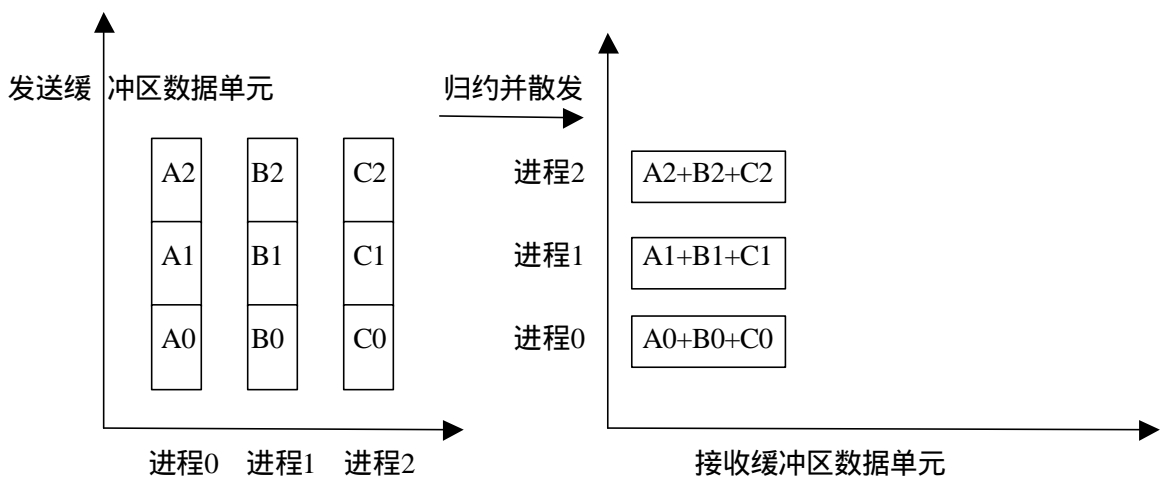 发送缓冲区数据单元
归约并散发
A2 B2 C2
进程2 A2+B2+C2
A1 B1 C1
进程1 A1+B1+C1
A0 B0 C0
进程0 A0+B0+C0
进程0 进程1 进程2
接收缓冲区数据单元